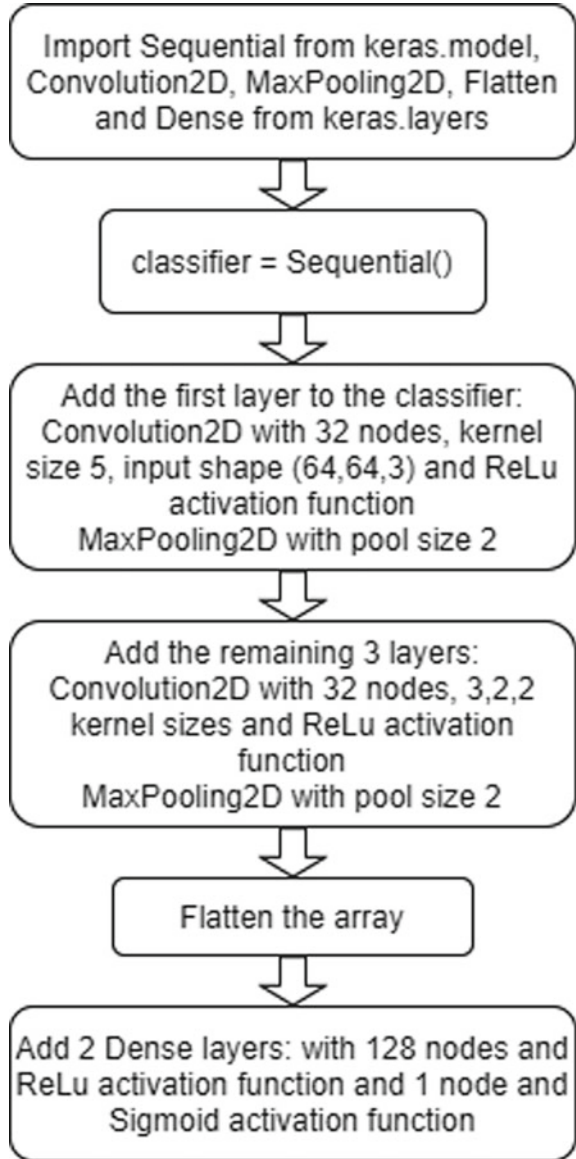 Import Sequential from keras.model,
Convolution2D, MaxPooling2D, Flatten
and Dense from keras.layers
classifier = Sequential()
Add the first layer to the classifier:
Convolution2D with 32 nodes, kernel
size 5, input shape (64,64,3) and ReLu
activation function
MaxPooling2D with pool size 2
Add the remaining 3 layers:
Convolution2D with 32 nodes, 3,2,2
kernel sizes and ReLu activation
function
MaxPooling2D with pool size 2
Flatten the array
Add 2 Dense layers: with 128 nodes and
ReLu activation function and 1 node and
Sigmoid activation function